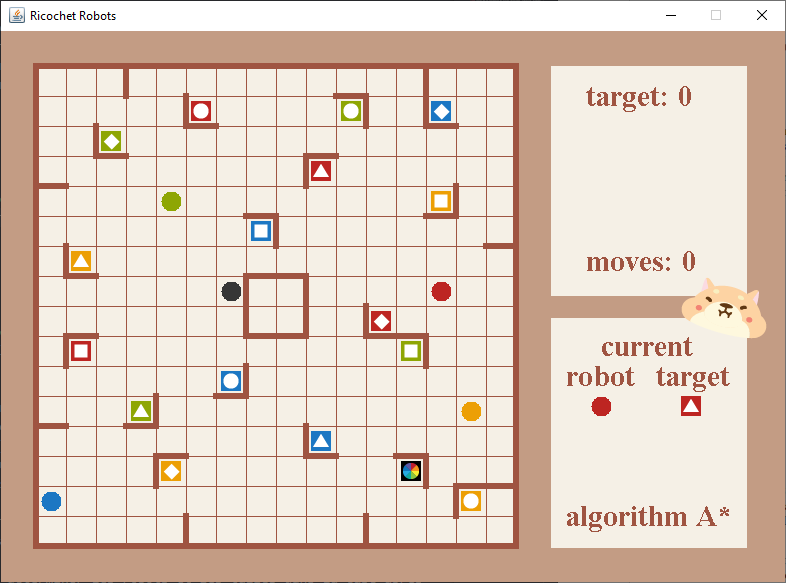 Ricochet Robots
target: 0
moves: 0
current
robot target
algorithm A*